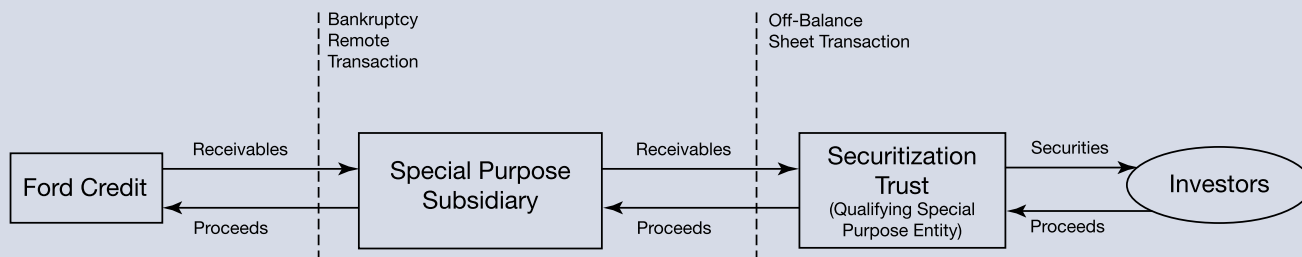 Bankruptcy
Remote
Transaction
Off-Balance
Sheet Transaction
Ford Credit
Receivables
Proceeds
Special Purpose
Subsidiary
Receivables
Proceeds
Securitization
Trust
(Qualifying Special
Purpose Entity)
Securities
Proceeds
Investors